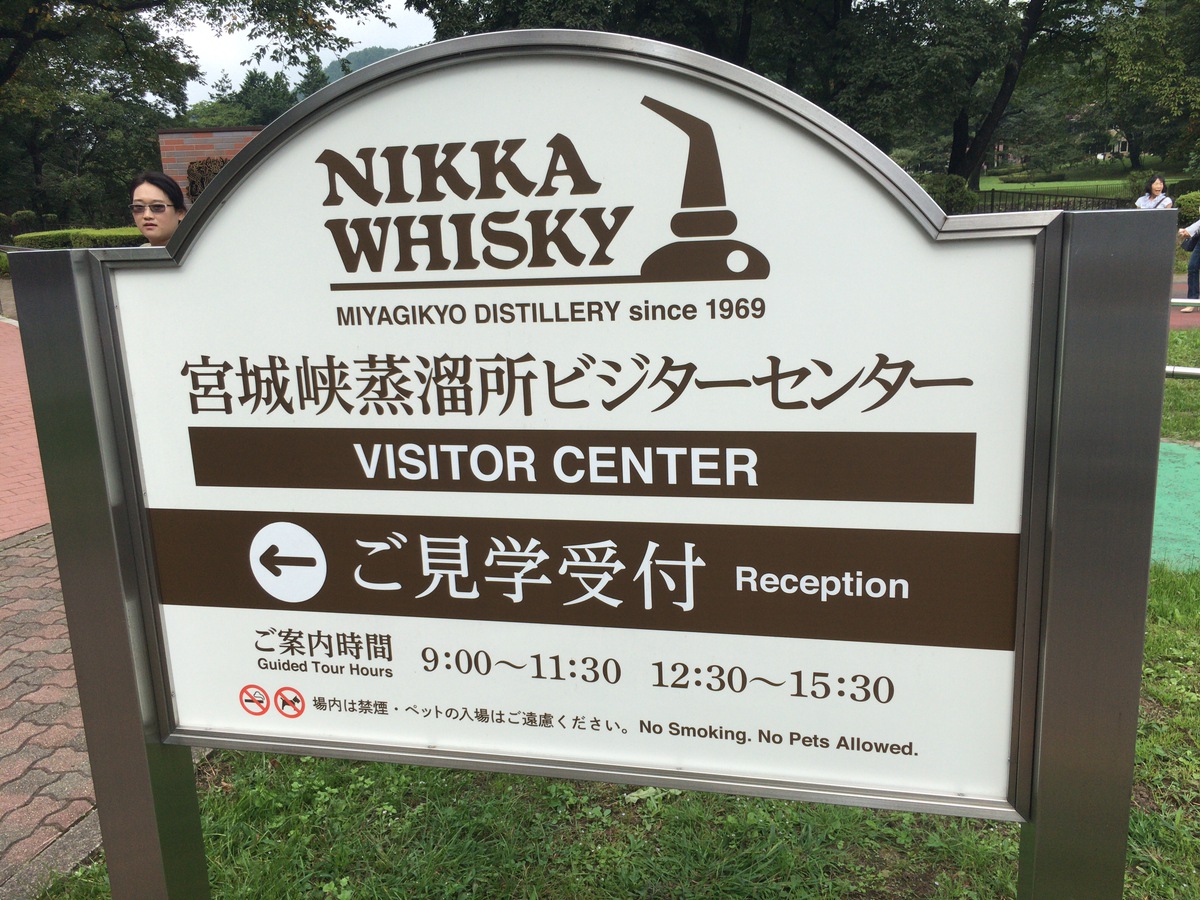 NIKKA
WHISKY
MIYAGIKYO DISTILLERY since 1969
宮城峡蒸溜所ビジターセンター
VISITOR CENTER
ご見学受付 Reception
ご案内時間 9:00～11:30 12:30～15:30
Guided Tour Hours
場内は禁煙・ペットの入場はご遠慮ください。No Smoking. No Pets Allowed.